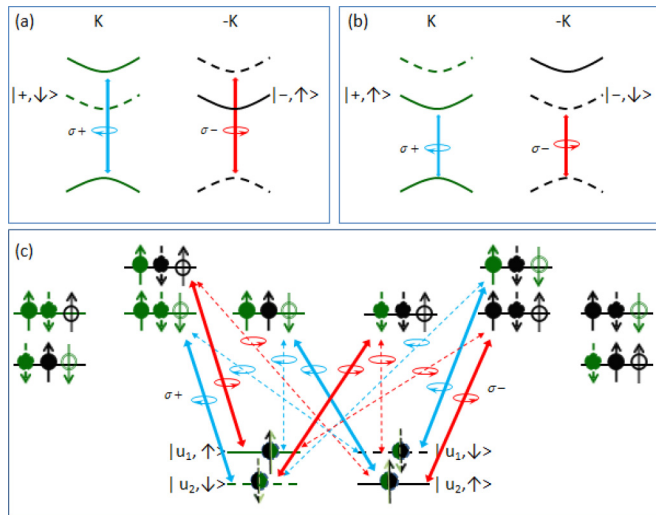 (a) K -K
|+,↓> |−,↑>
σ+ σ−
(b) K -K
|+,↑> |−,↓>
σ+ σ−
(c)
σ+ σ−
| u₁, ↑> | u₁, ↓>
| u₂, ↓> | u₂, ↑>